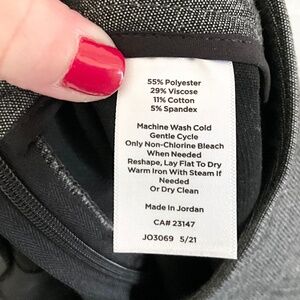 55% Polyester
29% Viscose
11% Cotton
5% Spandex
Machine Wash Cold
Gentle Cycle
Only Non-Chlorine Bleach
When Needed
Reshape, Lay Flat To Dry
Warm Iron With Steam If
Needed
Or Dry Clean
Made In Jordan
CA# 23147
JO3069 5/21